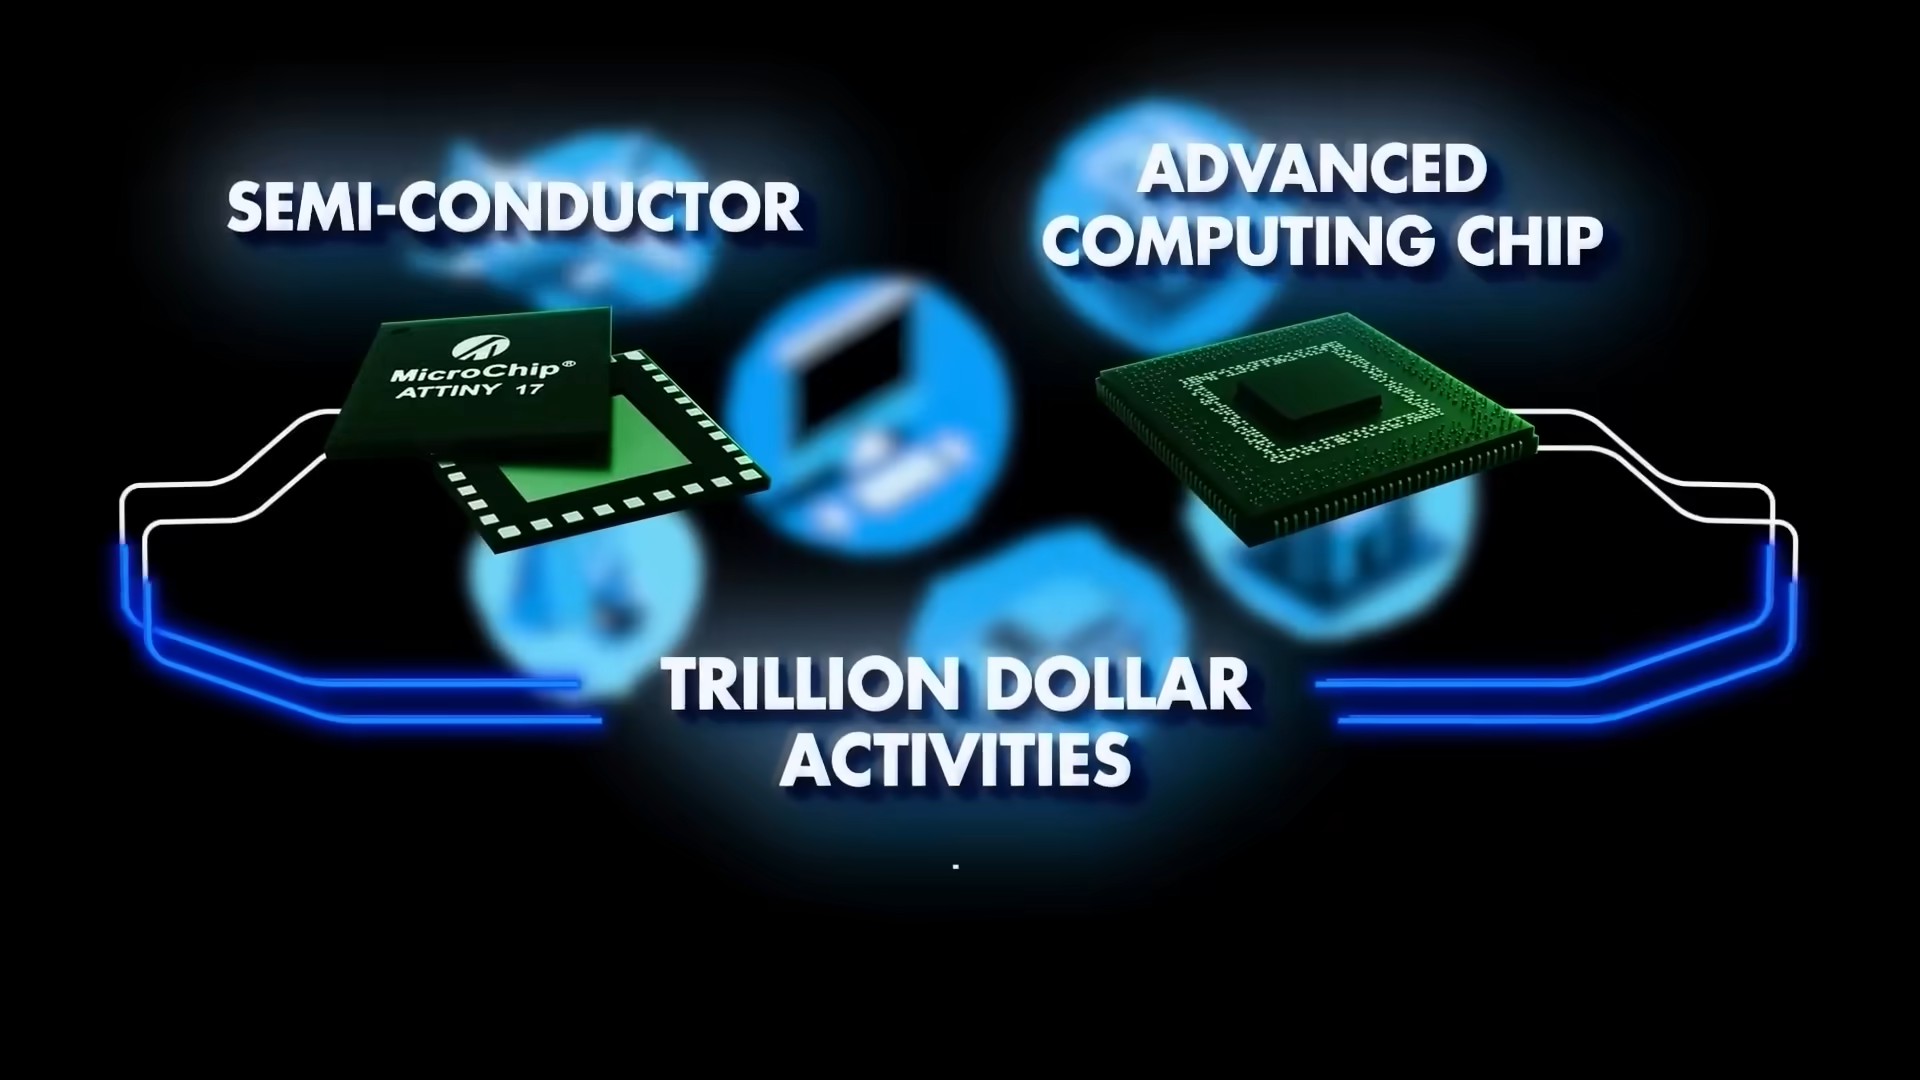 SEMI-CONDUCTOR
ADVANCED
COMPUTING CHIP
MicroChip®
ATTINY 17
TRILLION DOLLAR
ACTIVITIES